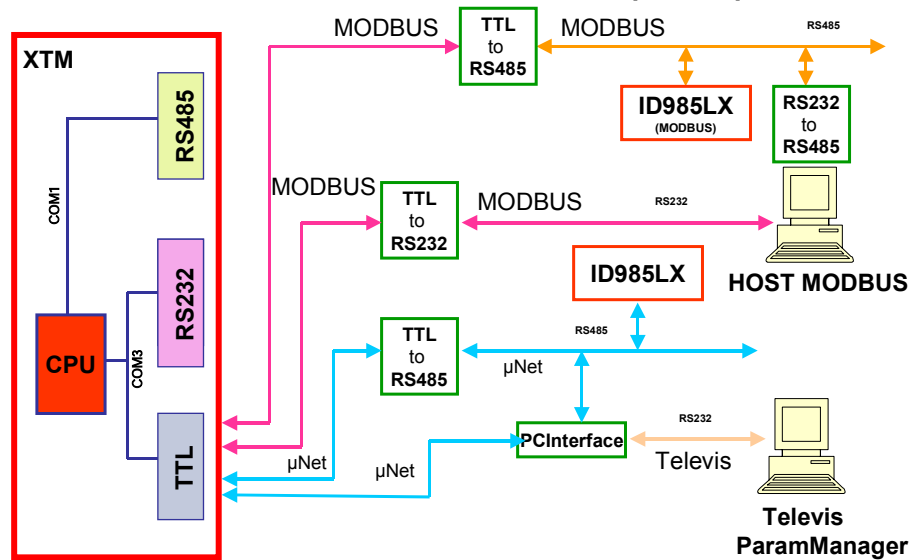 XTM
RS485
COM1
RS232
COM3
CPU
TTL
MODBUS
TTL
to
RS485
MODBUS
RS485
ID985LX
(MODBUS)
RS232
to
RS485
MODBUS
TTL
to
RS232
MODBUS
RS232
HOST MODBUS
ID985LX
TTL
to
RS485
RS485
µNet
µNet
µNet
PCInterface
RS232
Televis
Televis
ParamManager